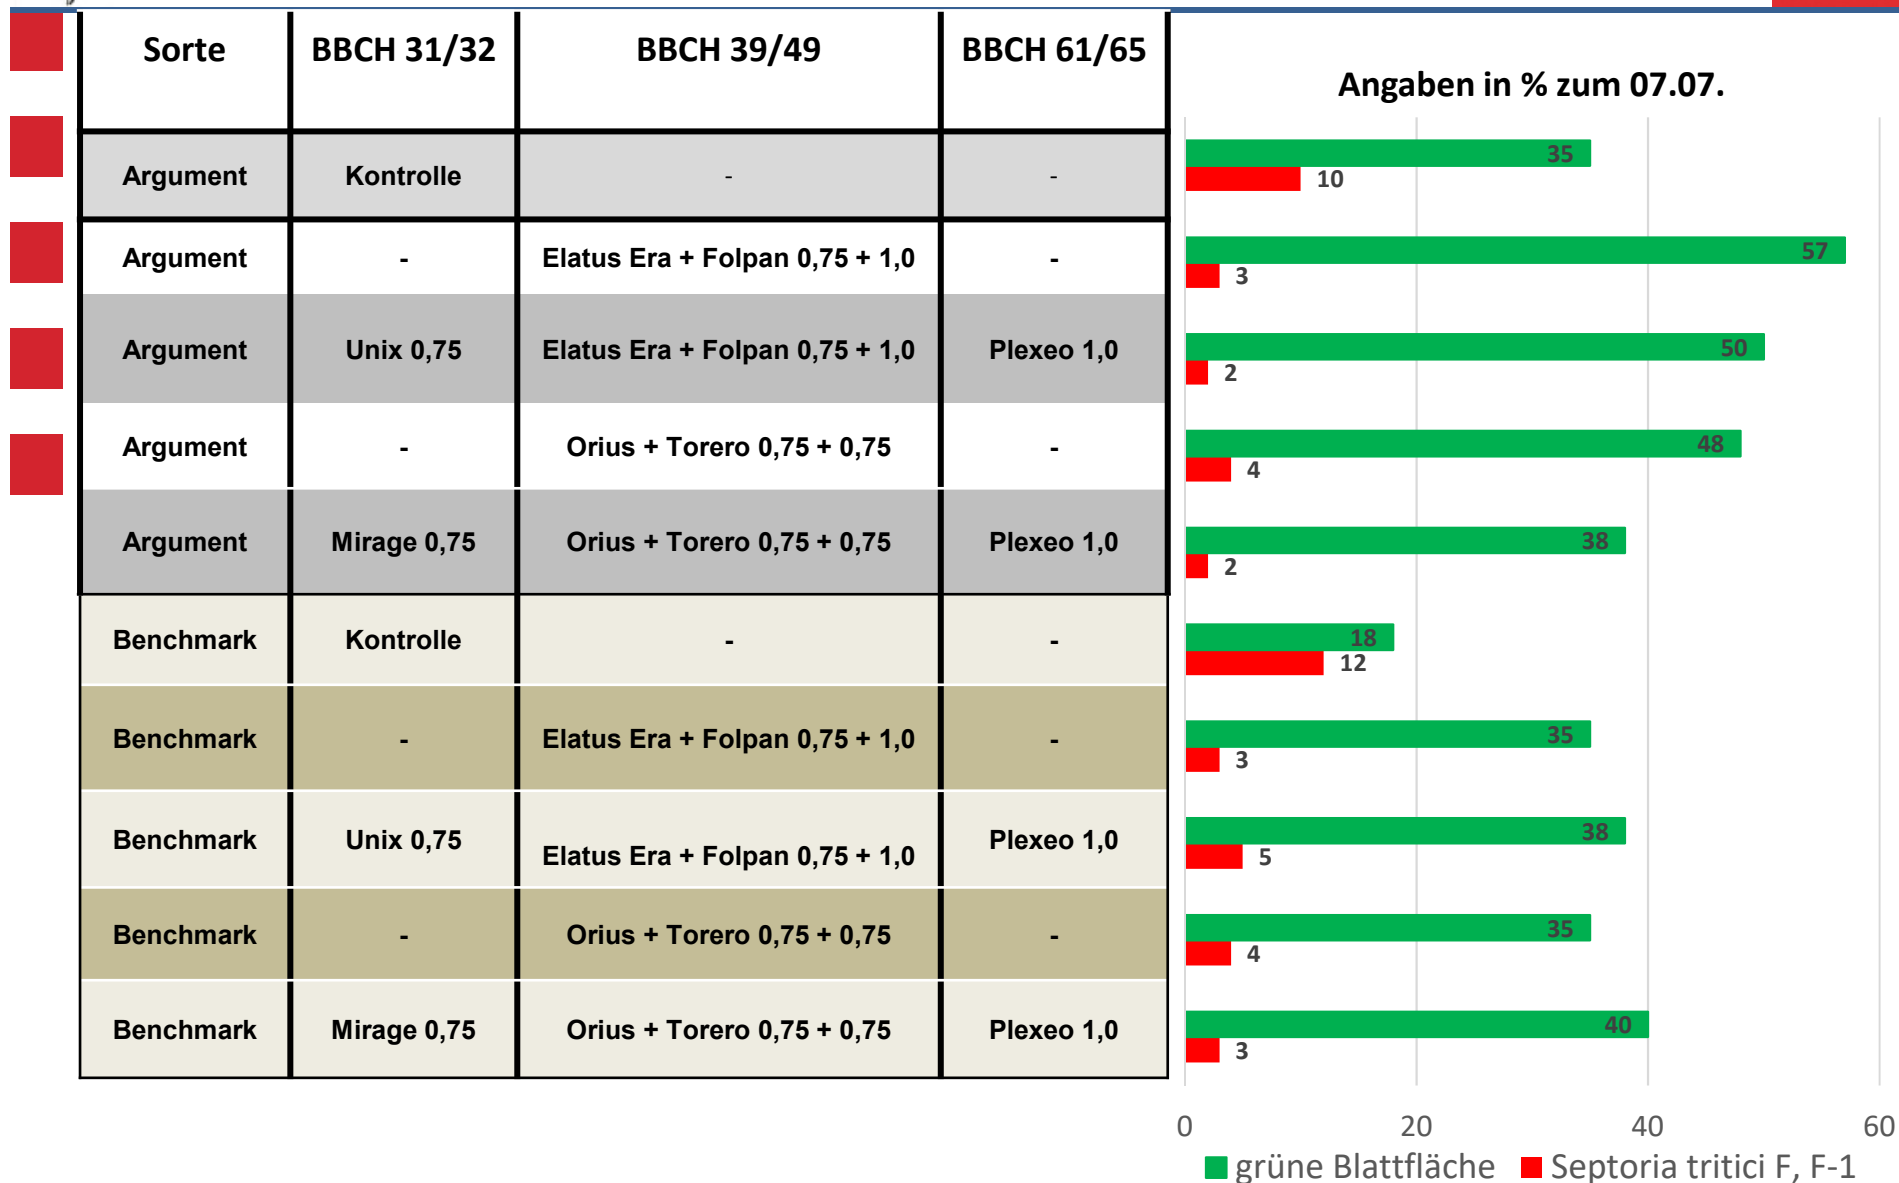 Sorte BBCH 31/32 BBCH 39/49 BBCH 61/65
Angaben in % zum 07.07.
Argument Kontrolle - - 35
10
Argument - Elatus Era + Folpan 0,75 + 1,0 - 57
3
Argument Unix 0,75 Elatus Era + Folpan 0,75 + 1,0 Plexeo 1,0 50
2
Argument - Orius + Torero 0,75 + 0,75 - 48
4
Argument Mirage 0,75 Orius + Torero 0,75 + 0,75 Plexeo 1,0 38
2
Benchmark Kontrolle - - 18
12
Benchmark - Elatus Era + Folpan 0,75 + 1,0 - 35
3
Benchmark Unix 0,75 Elatus Era + Folpan 0,75 + 1,0 Plexeo 1,0 38
5
Benchmark - Orius + Torero 0,75 + 0,75 - 35
4
Benchmark Mirage 0,75 Orius + Torero 0,75 + 0,75 Plexeo 1,0 40
3
0 20 40 60
grüne Blattfläche Septoria tritici F, F-1